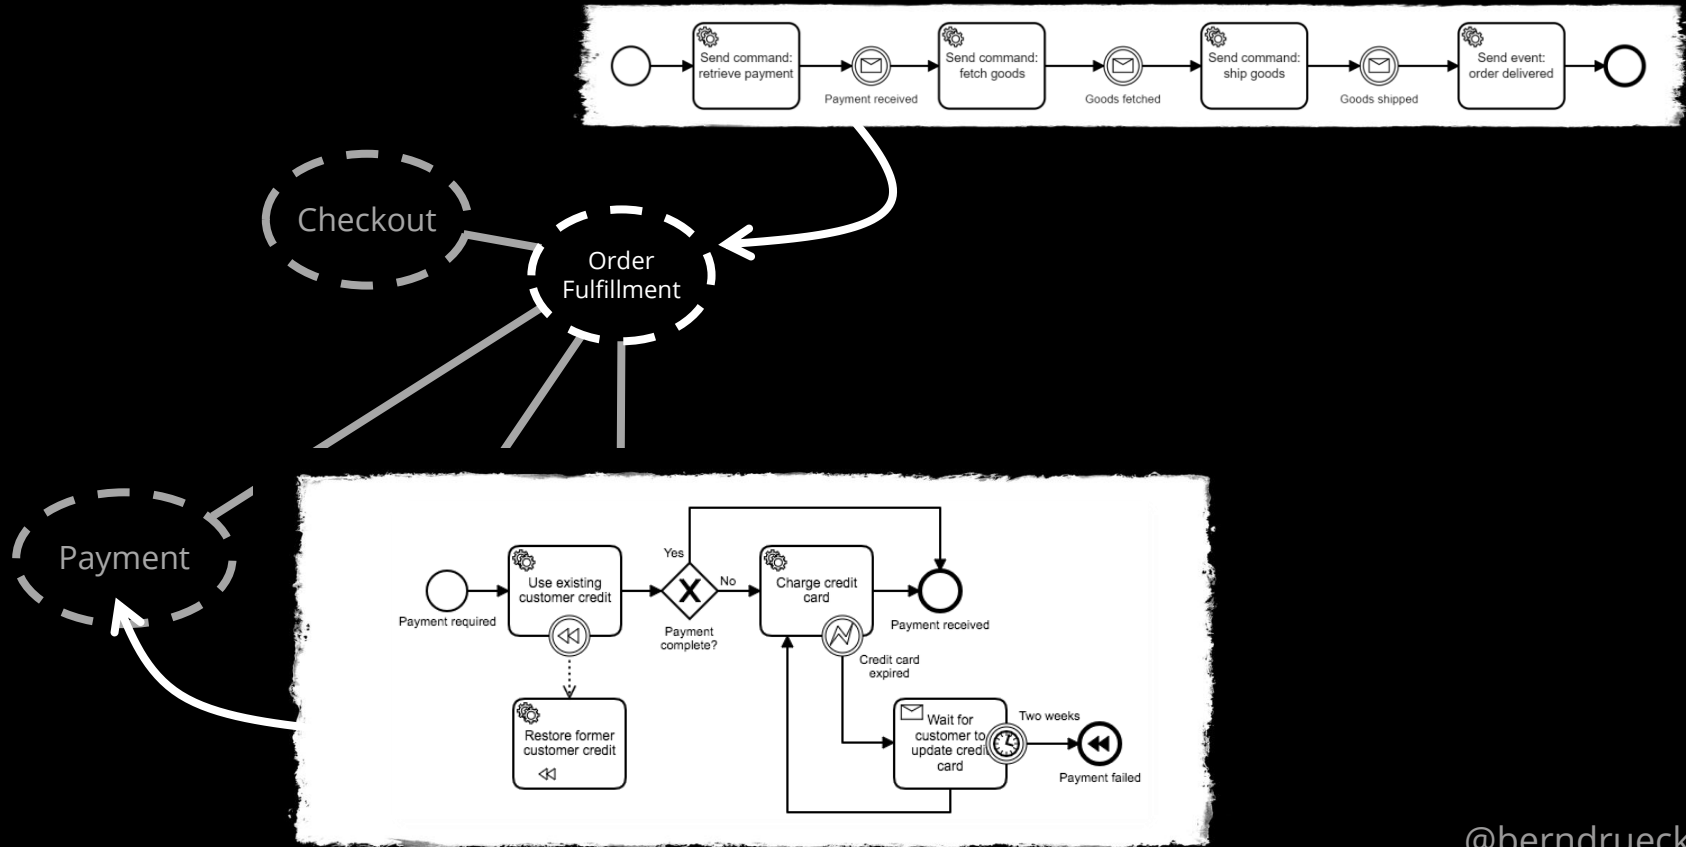 Send command:
retrieve payment
Payment received
Send command:
fetch goods
Goods fetched
Send command:
ship goods
Goods shipped
Send event:
order delivered
Checkout
Order
Fulfillment
Payment
Payment required
Use existing
customer credit
Restore former
customer credit
Yes
No
Payment
complete?
Charge credit
card
Payment received
Credit card
expired
Wait for
customer to
update credit
card
Two weeks
Payment failed
@berndrueck